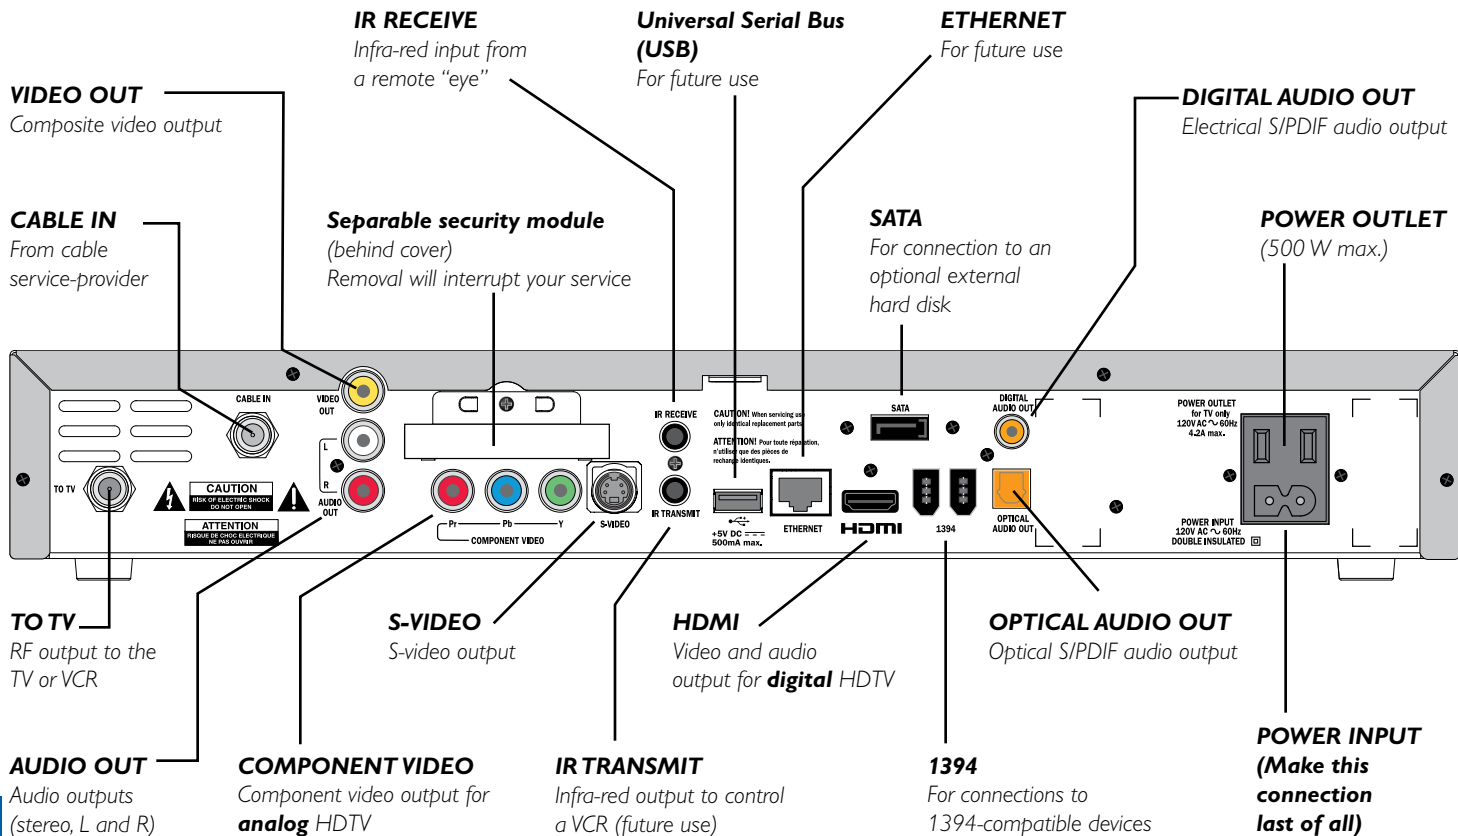 IR RECEIVE
Infra-red input from
a remote “eye”
Universal Serial Bus
(USB)
For future use
ETHERNET
For future use
VIDEO OUT
Composite video output
DIGITAL AUDIO OUT
Electrical S/PDIF audio output
CABLE IN
From cable
service-provider
Separable security module
(behind cover)
Removal will interrupt your service
SATA
For connection to an
optional external
hard disk
POWER OUTLET
(500 W max.)
CABLE IN
VIDEO
OUT
L
R
AUDIO
OUT
TO TV
CAUTION
RISK OF ELECTRIC SHOCK
DO NOT OPEN
ATTENTION
RISQUE DE CHOC ELECTRIQUE
NE PAS OUVRIR
Pr
Pb
Y
COMPONENT VIDEO
S-VIDEO
IR RECEIVE
IR TRANSMIT
CAUTION! When servicing use
only identical replacement parts.
ATTENTION! Pour toute réparation,
n'utiliser que des pièces de
rechange identiques.
+5V DC
500mA max.
ETHERNET
HDMI
SATA
1394
DIGITAL
AUDIO OUT
OPTICAL
AUDIO OUT
POWER OUTLET
for TV only
120V AC ~ 60Hz
4.2A max.
POWER INPUT
120V AC ~ 60Hz
DOUBLE INSULATED
TO TV
RF output to the
TV or VCR
S-VIDEO
S-video output
HDMI
Video and audio
output for digital HDTV
OPTICAL AUDIO OUT
Optical S/PDIF audio output
AUDIO OUT
Audio outputs
(stereo, L and R)
COMPONENT VIDEO
Component video output for
analog HDTV
IR TRANSMIT
Infra-red output to control
a VCR (future use)
1394
For connections to
1394-compatible devices
POWER INPUT
(Make this
connection
last of all)